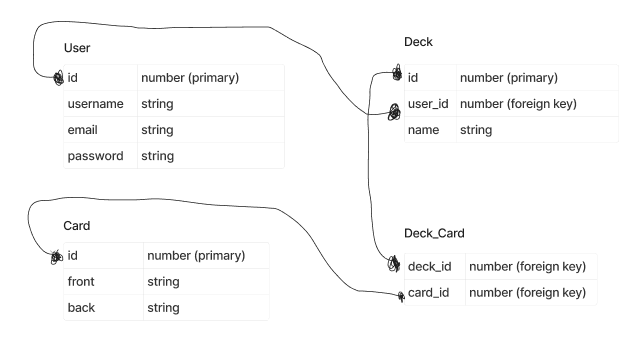 User
id number (primary)
username string
email string
password string
Deck
id number (primary)
user_id number (foreign key)
name string
Card
id number (primary)
front string
back string
Deck_Card
deck_id number (foreign key)
card_id number (foreign key)